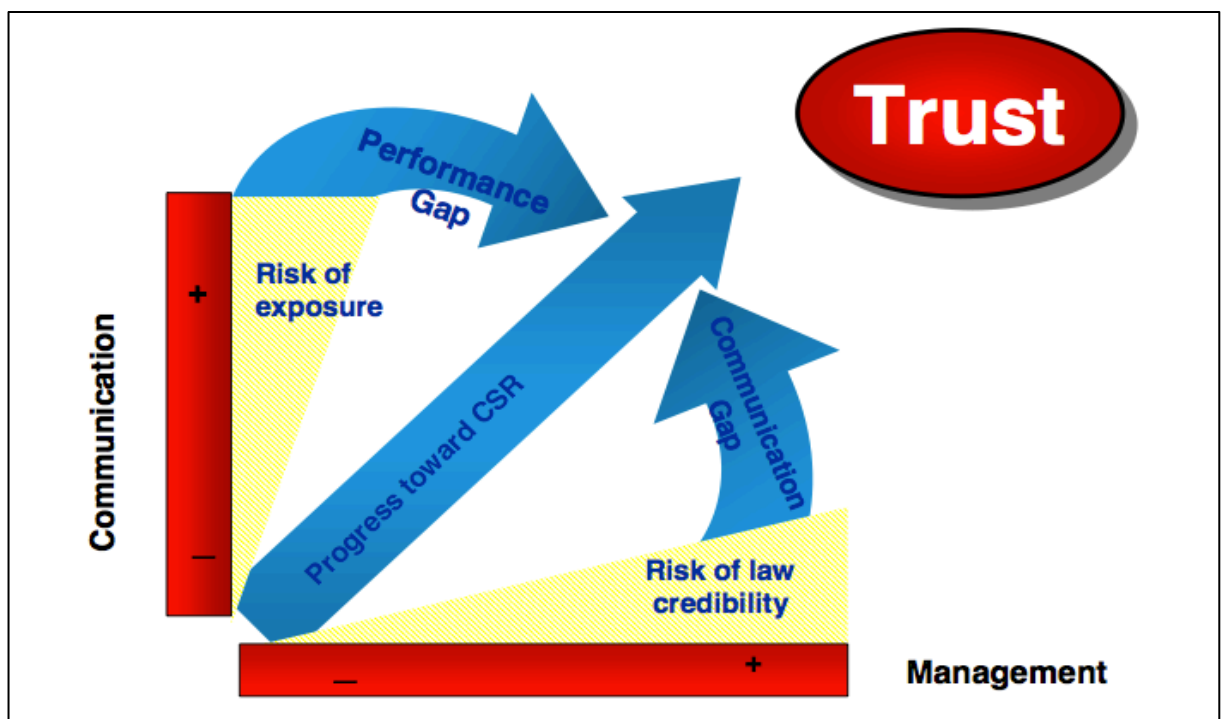 Trust
Performance
Gap
Risk of
exposure
+
Communication
_
Progress toward CSR
Communication
Gap
Risk of law
credibility
_
+
Management